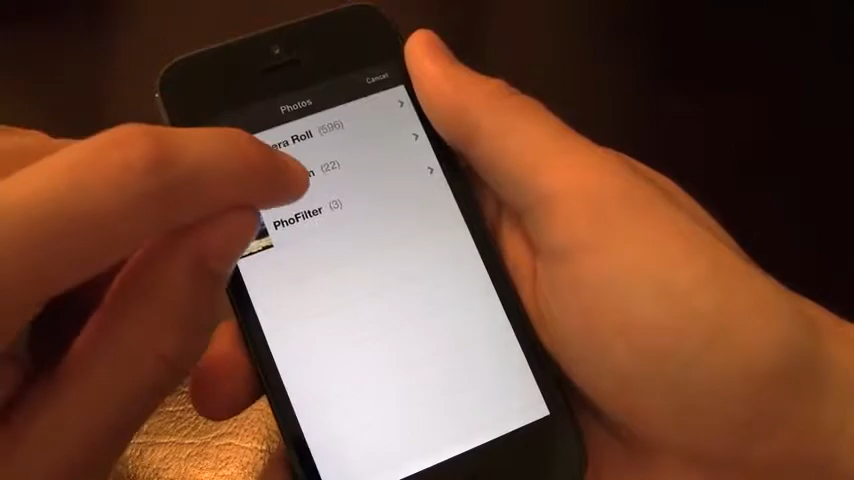 Cancel
Photos
era Roll (596)
n (22)
PhoFilter (3)